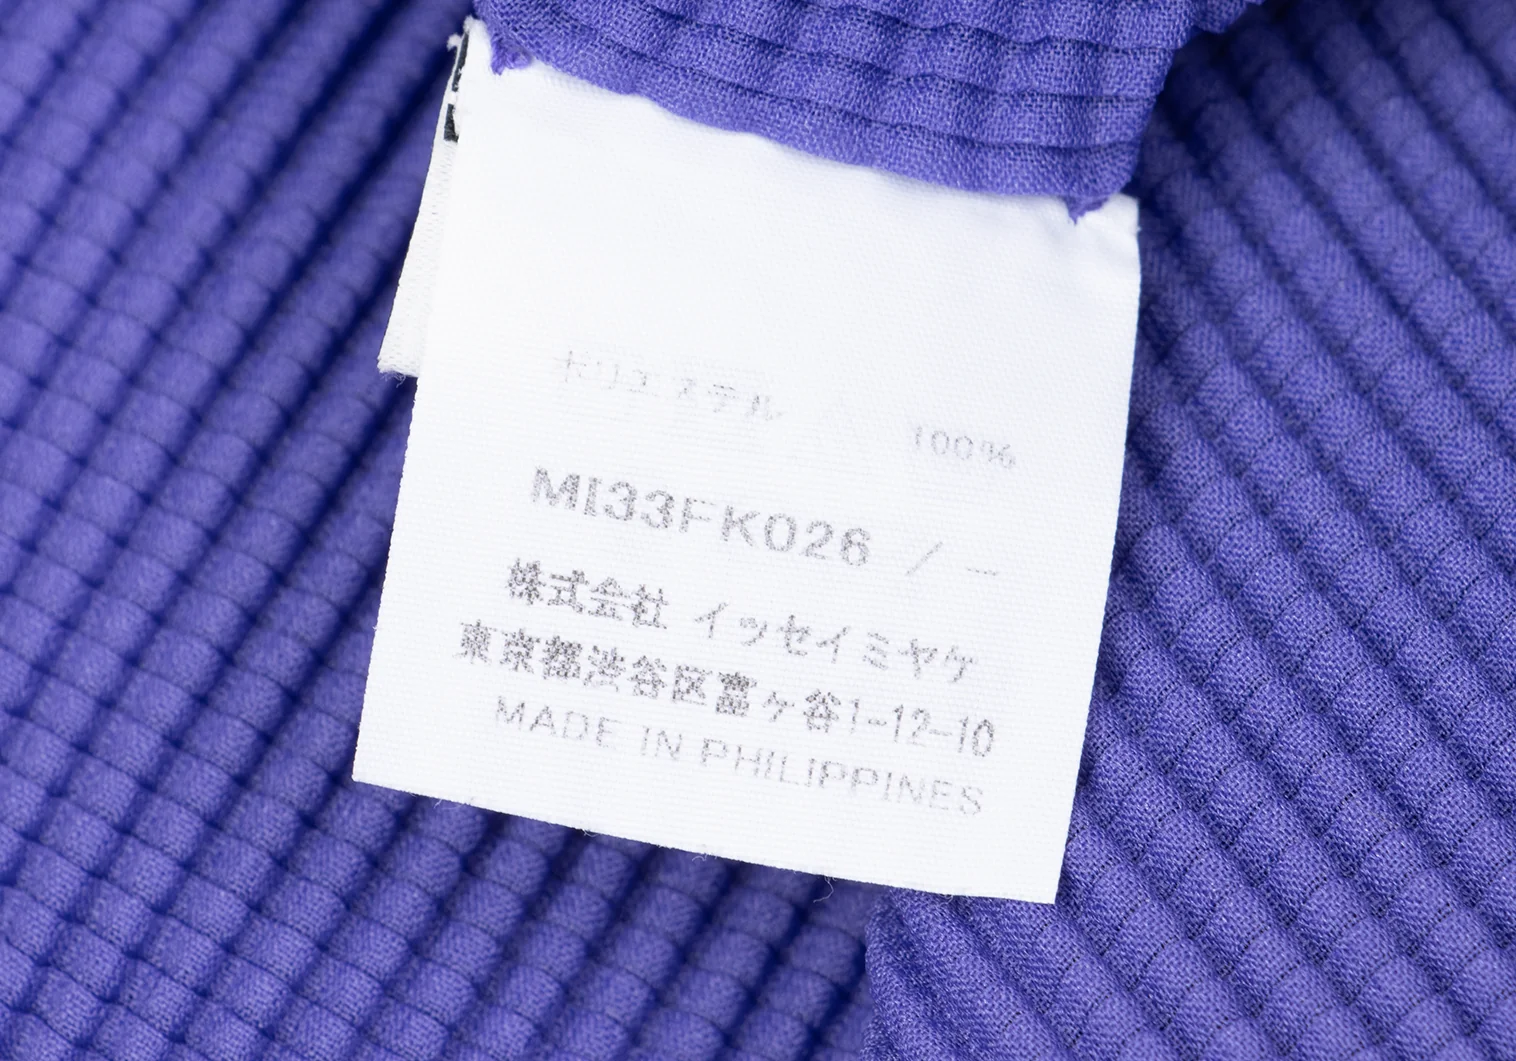 ポリエステル 100%
MI33FK026 / --
株式会社 イッセイミヤケ
東京都渋谷区富ヶ谷1-12-10
MADE IN PHILIPPINES